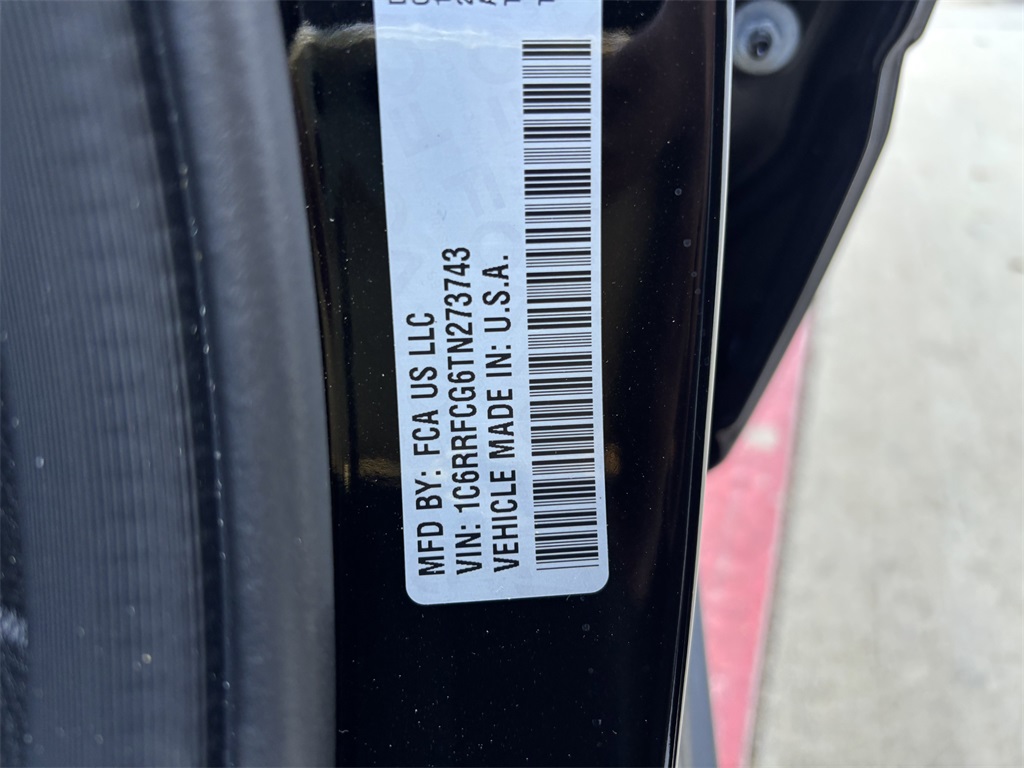 MFD BY: FCA US LLC
VIN: 1C6RRFCG6TN273743
VEHICLE MADE IN: U.S.A.